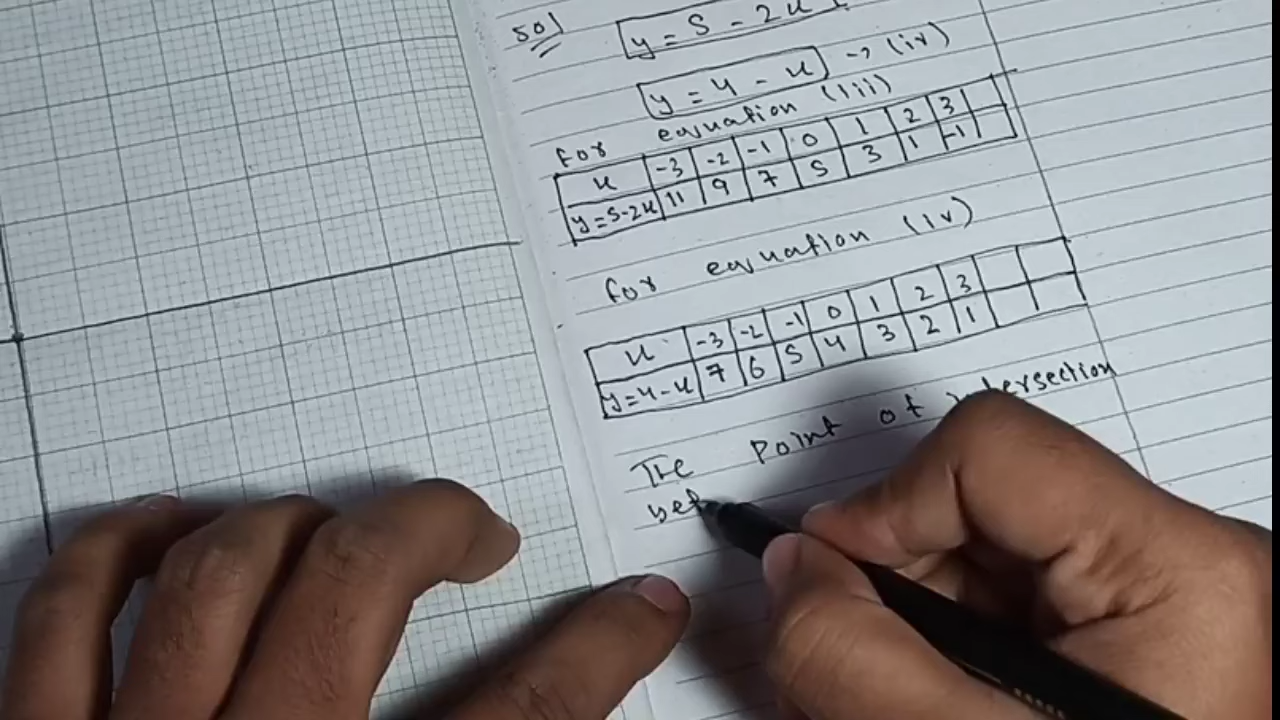 sol
y = 5 - 2x
y = 4 - x → (iv)
for equation (iii)
x -3 -2 -1 0 1 2 3
y=5-2x 11 9 7 5 3 1 -1
for equation (iv)
x -3 -2 -1 0 1 2 3
y=4-x 7 6 5 4 3 2 1
The Point of intersection
bet